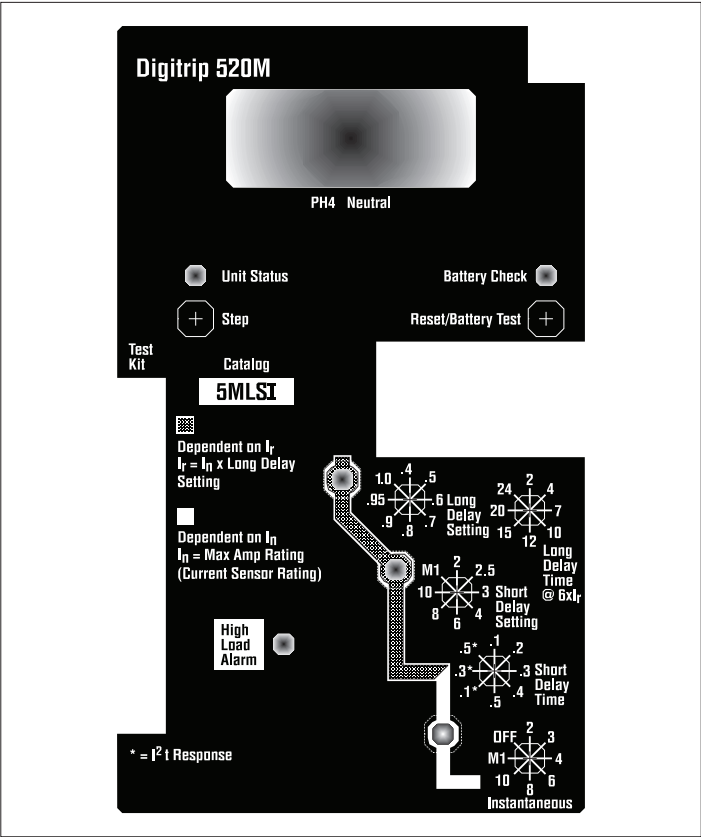 Digitrip 520M
PH4 Neutral
Unit Status
Battery Check
Step
Reset/Battery Test
Test
Kit
Catalog
5MLSI
Dependent on Ir
Ir = In x Long Delay
Setting
Dependent on In
In = Max Amp Rating
(Current Sensor Rating)
High
Load
Alarm
* = I2t Response
.4
.5
.6
.7
.8
.9
.95
1.0
Long
Delay
Setting
2
4
7
10
12
15
20
24
Long
Delay
Time
@ 6xIr
2
2.5
3
4
6
8
10
M1
Short
Delay
Setting
.1
.2
.3
.4
.5
.1*
.3*
.5*
Short
Delay
Time
2
3
4
6
8
10
M1
OFF
Instantaneous